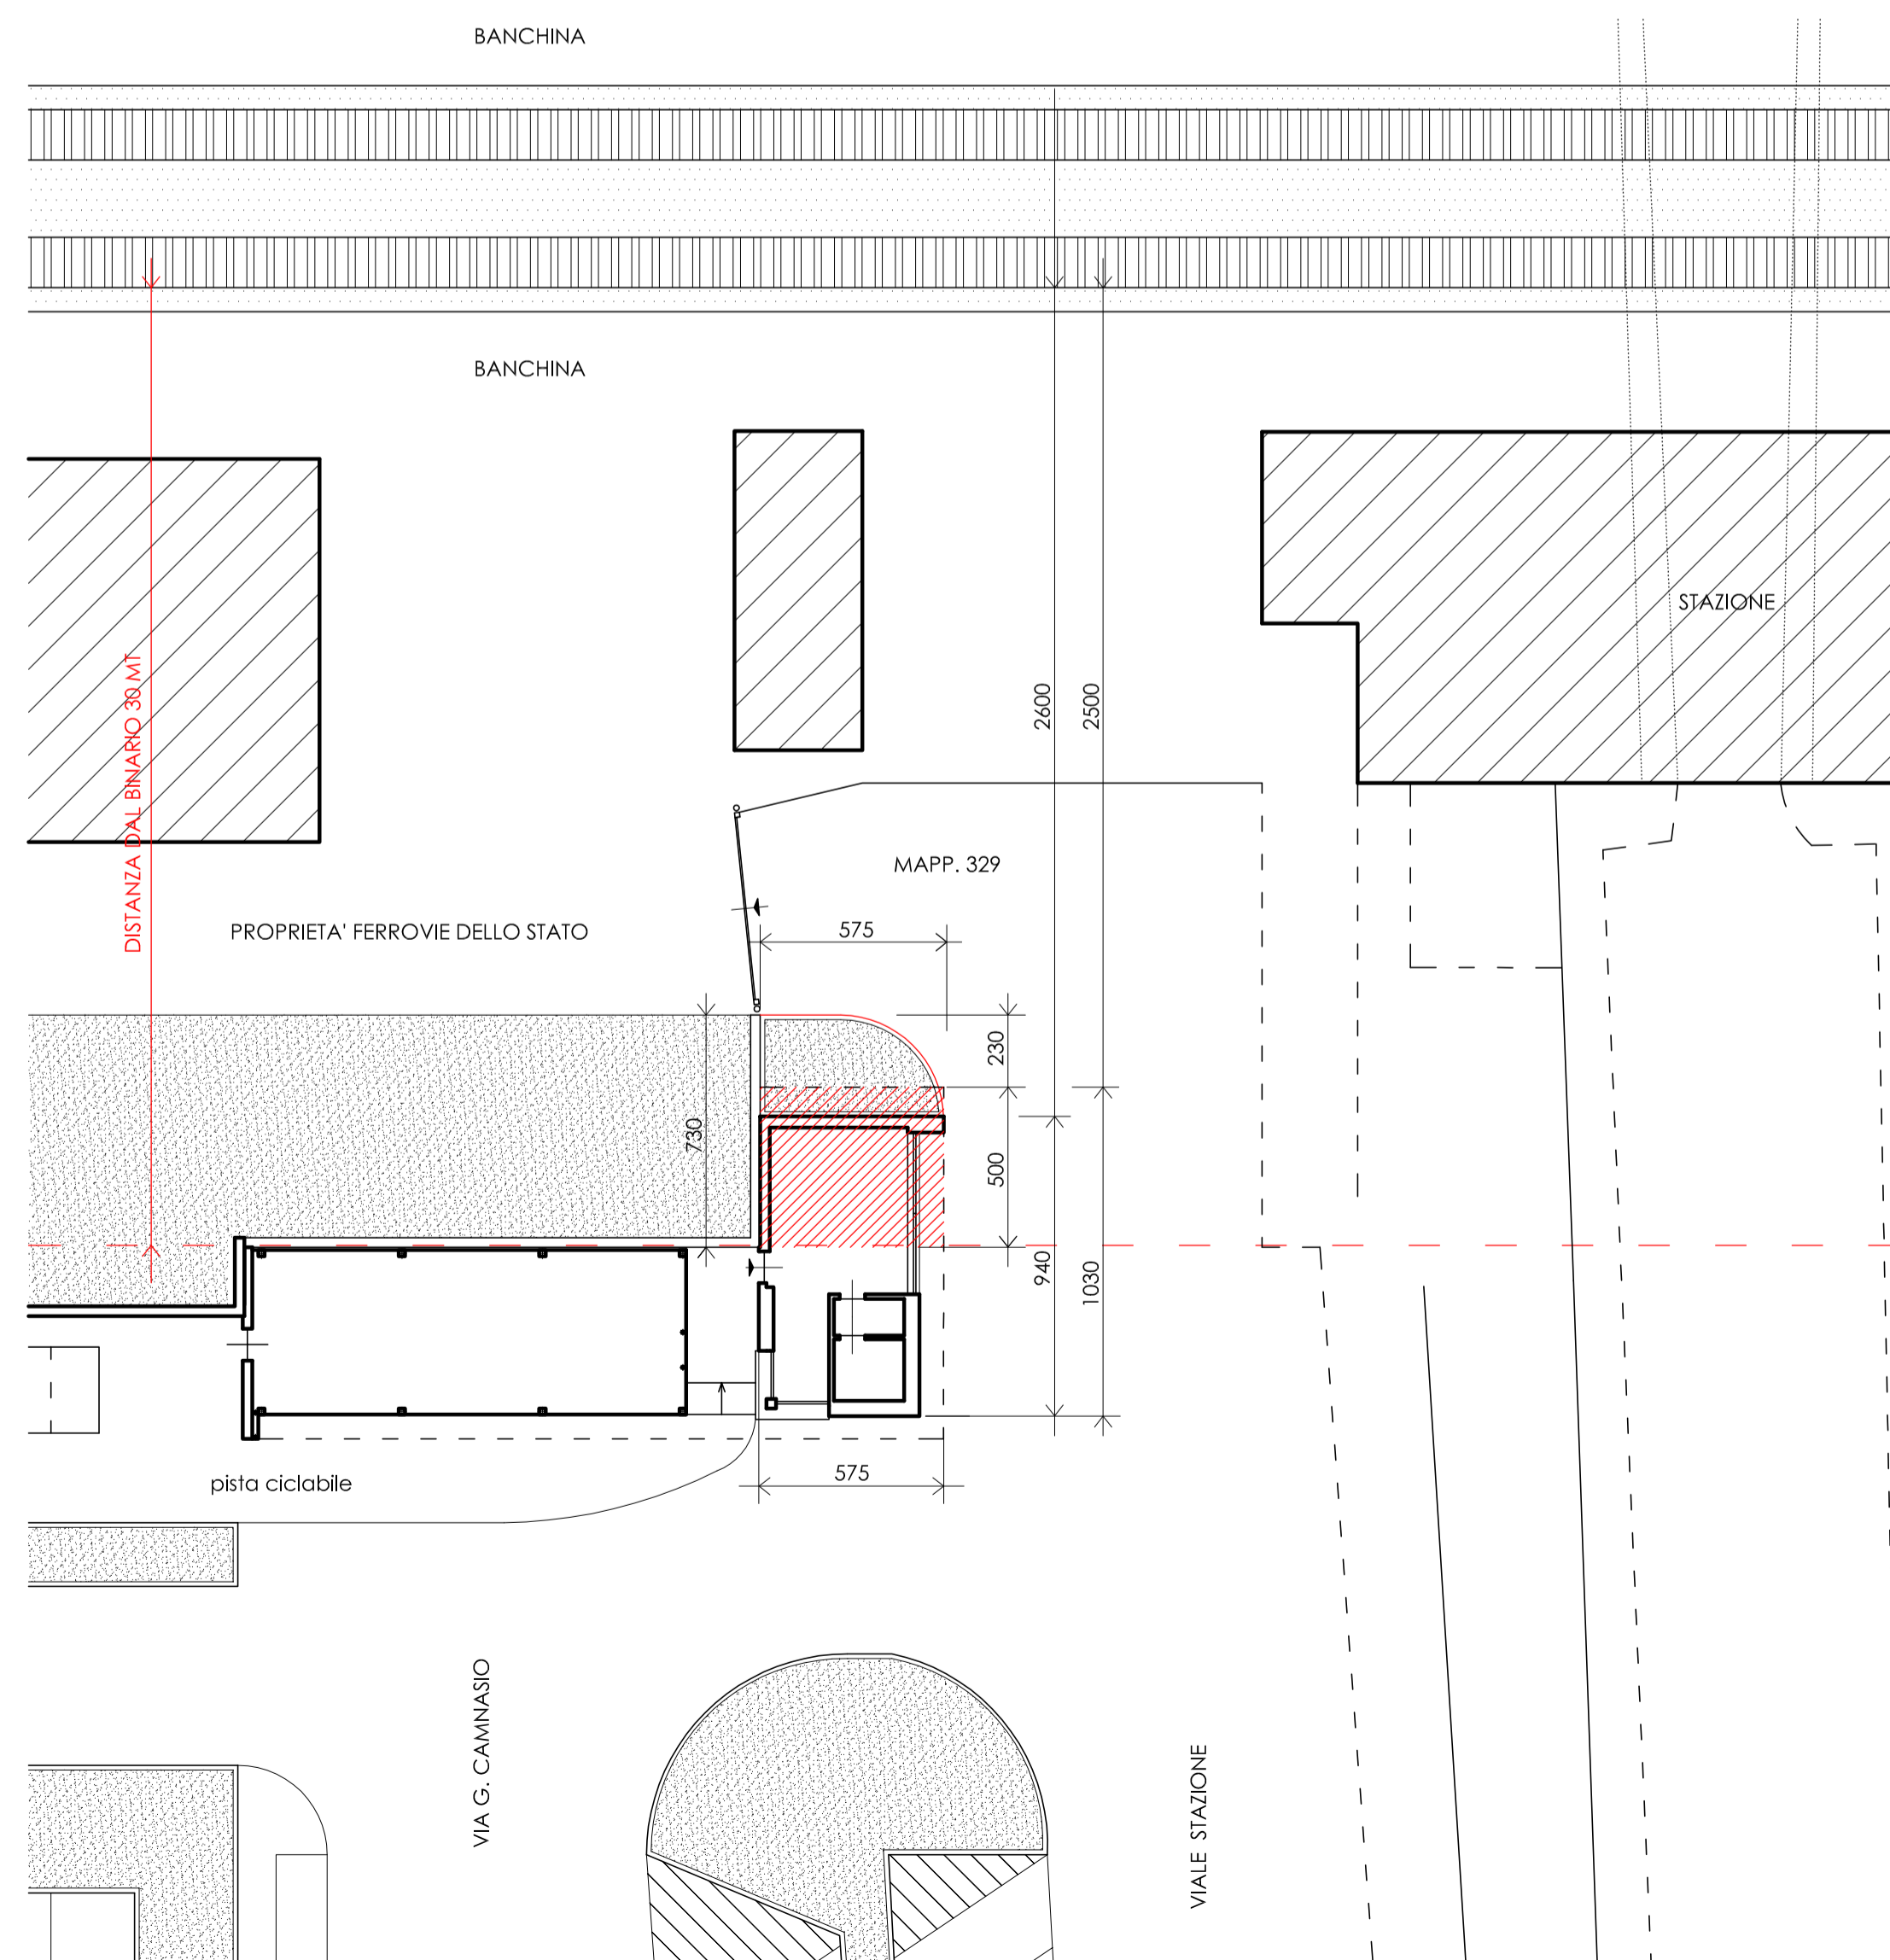 BANCHINA
BANCHINA
STAZIONE
2600
2500
DISTANZA DAL BINARIO 30 MT
MAPP. 329
PROPRIETA' FERROVIE DELLO STATO
575
230
730
500
940
1030
575
pista ciclabile
VIA G. CAMNASIO
VIALE STAZIONE